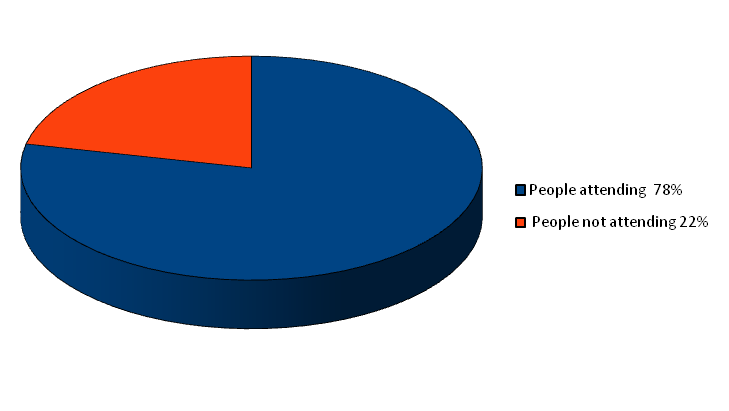 People attending 78%
People not attending 22%